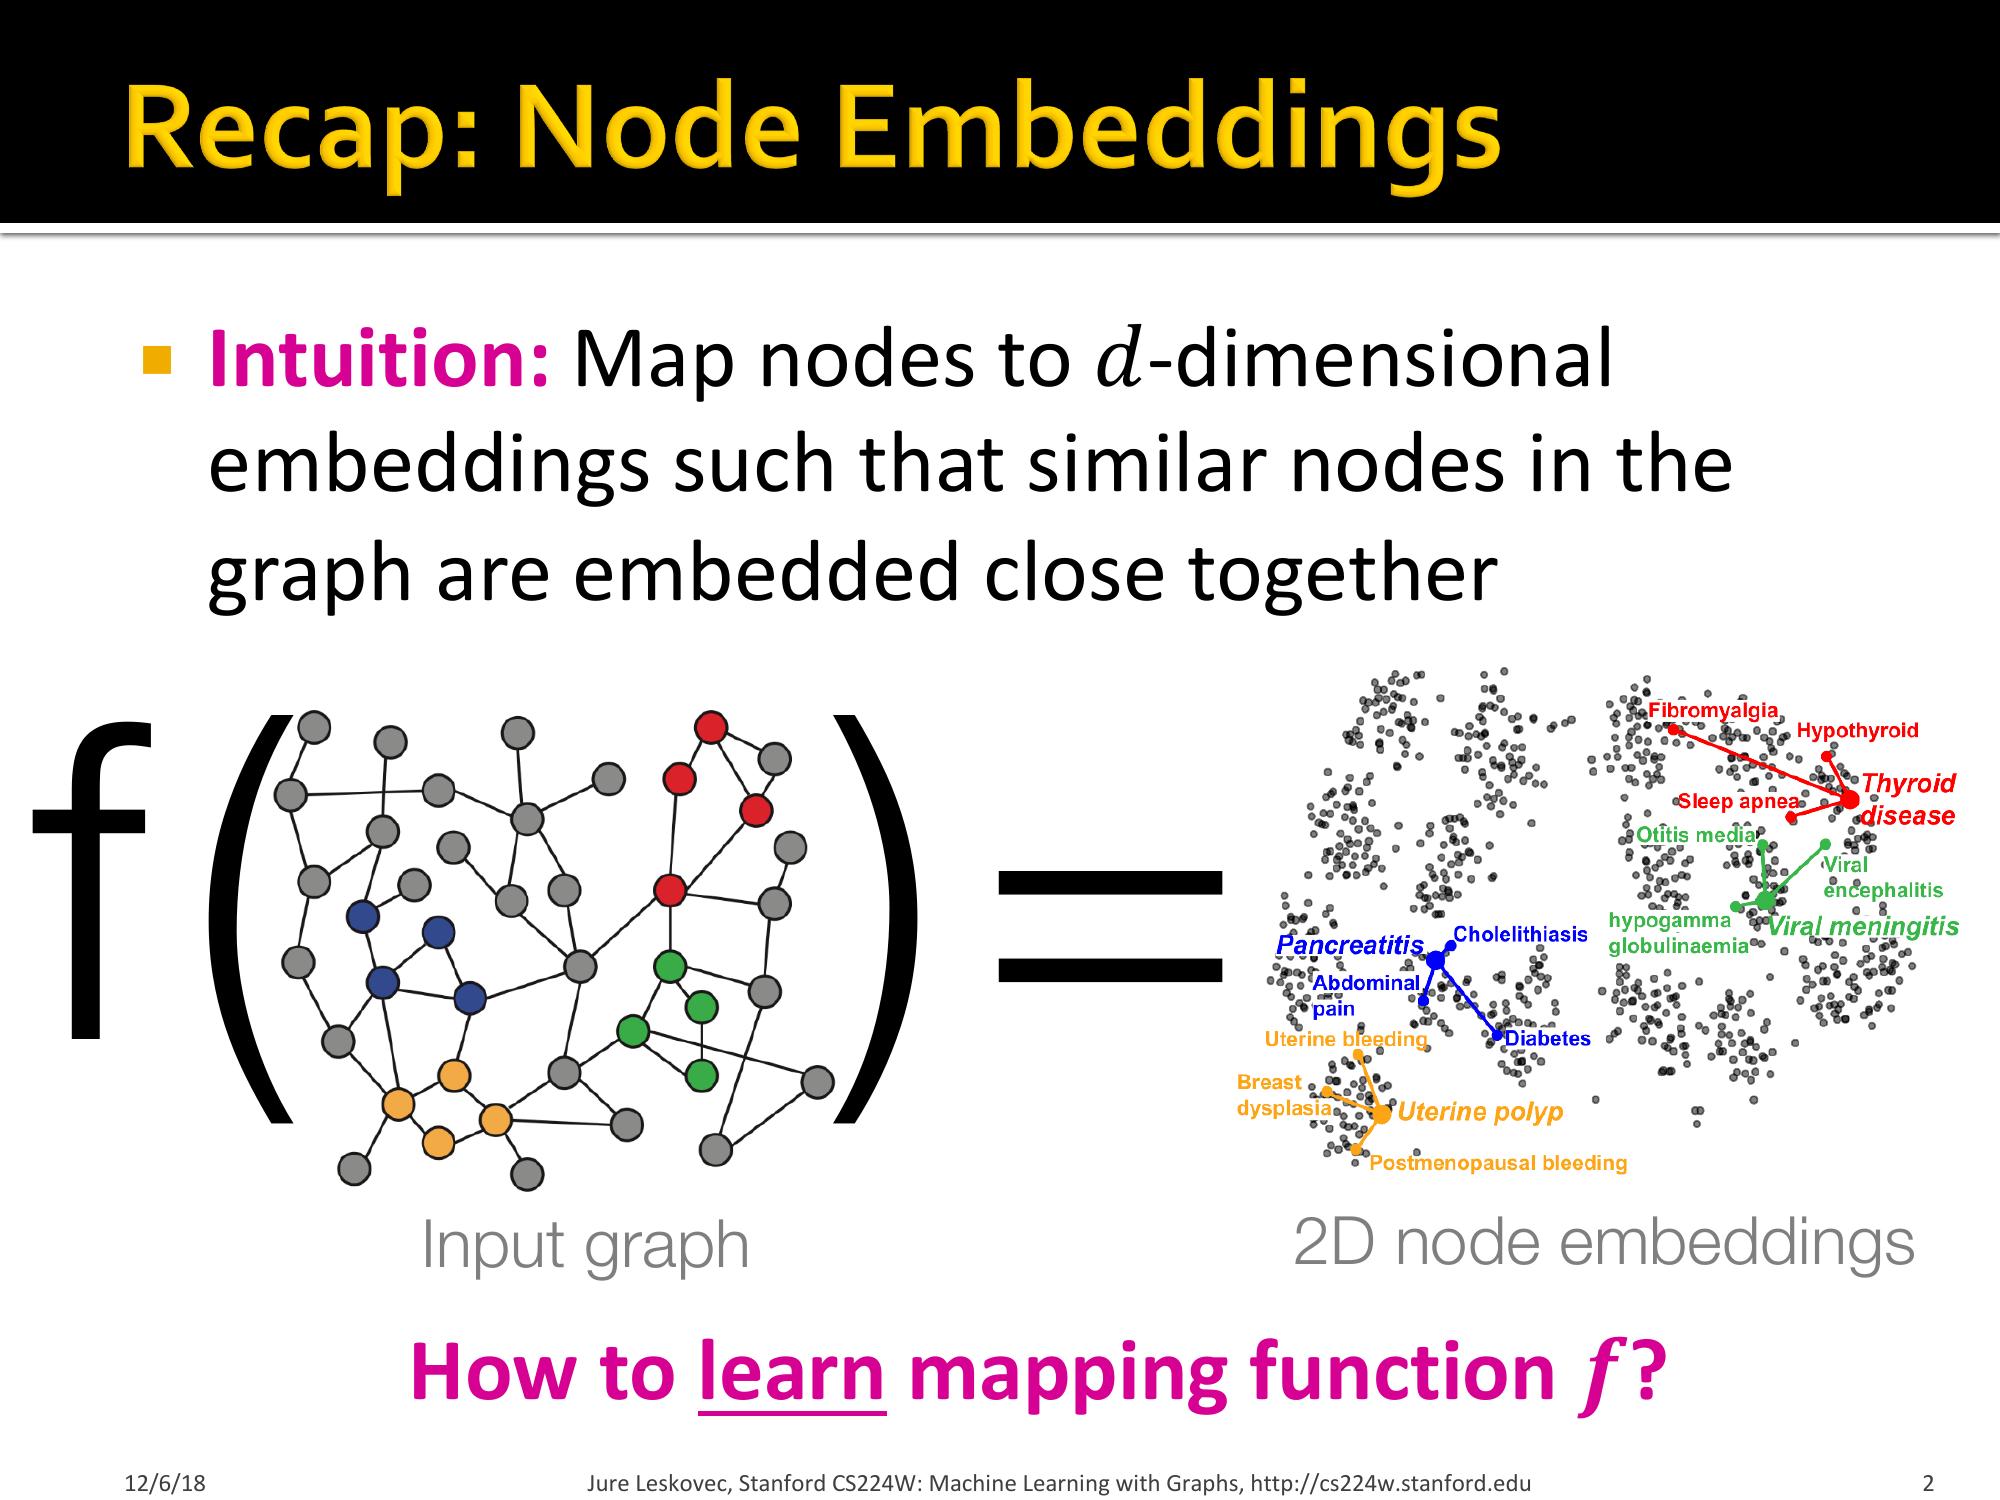 Recap: Node Embeddings
Intuition: Map nodes to d-dimensional
embeddings such that similar nodes in the
graph are embedded close together
f ( ) =
Fibromyalgia
Hypothyroid
Thyroid
disease
Sleep apnea
Otitis media
Viral
encephalitis
hypogamma
globulinaemia
Viral meningitis
Pancreatitis
Cholelithiasis
Abdominal
pain
Diabetes
Uterine bleeding
Breast
dysplasia
Uterine polyp
Postmenopausal bleeding
Input graph
2D node embeddings
How to learn mapping function f?
12/6/18
Jure Leskovec, Stanford CS224W: Machine Learning with Graphs, http://cs224w.stanford.edu
2